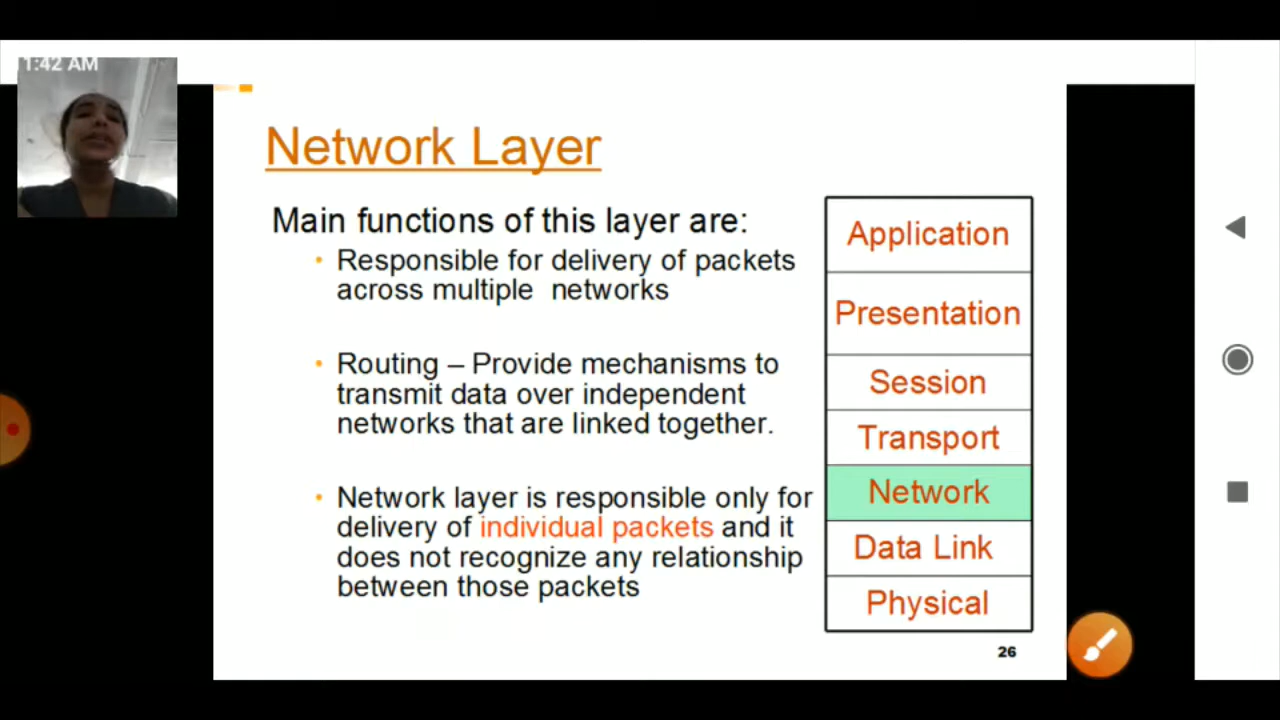 1:42 AM
Network Layer
Main functions of this layer are:
• Responsible for delivery of packets
across multiple networks
• Routing – Provide mechanisms to
transmit data over independent
networks that are linked together.
• Network layer is responsible only for
delivery of individual packets and it
does not recognize any relationship
between those packets
Application
Presentation
Session
Transport
Network
Data Link
Physical
26